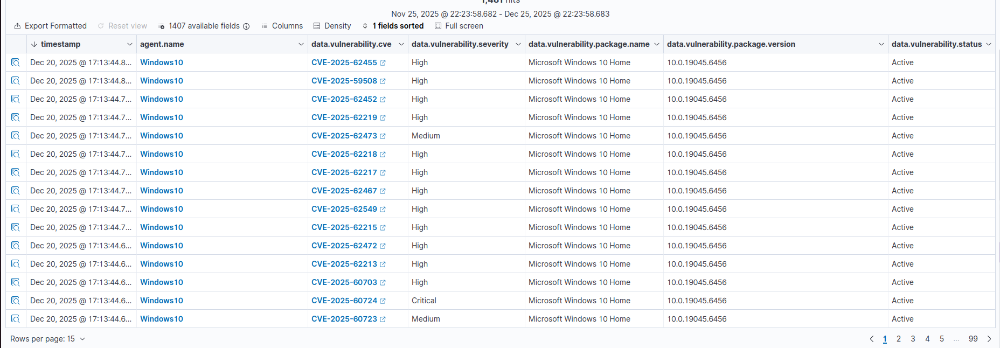 1,481 hits
Nov 25, 2025 @ 22:23:58.682 - Dec 25, 2025 @ 22:23:58.683
Export Formatted Reset view 1407 available fields Columns Density 1 fields sorted Full screen
timestamp agent.name data.vulnerability.cve data.vulnerability.severity data.vulnerability.package.name data.vulnerability.package.version data.vulnerability.status
Dec 20, 2025 @ 17:13:44.8... Windows10 CVE-2025-62455 High Microsoft Windows 10 Home 10.0.19045.6456 Active
Dec 20, 2025 @ 17:13:44.8... Windows10 CVE-2025-59508 High Microsoft Windows 10 Home 10.0.19045.6456 Active
Dec 20, 2025 @ 17:13:44.7... Windows10 CVE-2025-62452 High Microsoft Windows 10 Home 10.0.19045.6456 Active
Dec 20, 2025 @ 17:13:44.7... Windows10 CVE-2025-62219 High Microsoft Windows 10 Home 10.0.19045.6456 Active
Dec 20, 2025 @ 17:13:44.7... Windows10 CVE-2025-62473 Medium Microsoft Windows 10 Home 10.0.19045.6456 Active
Dec 20, 2025 @ 17:13:44.7... Windows10 CVE-2025-62218 High Microsoft Windows 10 Home 10.0.19045.6456 Active
Dec 20, 2025 @ 17:13:44.7... Windows10 CVE-2025-62217 High Microsoft Windows 10 Home 10.0.19045.6456 Active
Dec 20, 2025 @ 17:13:44.7... Windows10 CVE-2025-62467 High Microsoft Windows 10 Home 10.0.19045.6456 Active
Dec 20, 2025 @ 17:13:44.7... Windows10 CVE-2025-62549 High Microsoft Windows 10 Home 10.0.19045.6456 Active
Dec 20, 2025 @ 17:13:44.7... Windows10 CVE-2025-62215 High Microsoft Windows 10 Home 10.0.19045.6456 Active
Dec 20, 2025 @ 17:13:44.6... Windows10 CVE-2025-62472 High Microsoft Windows 10 Home 10.0.19045.6456 Active
Dec 20, 2025 @ 17:13:44.6... Windows10 CVE-2025-62213 High Microsoft Windows 10 Home 10.0.19045.6456 Active
Dec 20, 2025 @ 17:13:44.6... Windows10 CVE-2025-60703 High Microsoft Windows 10 Home 10.0.19045.6456 Active
Dec 20, 2025 @ 17:13:44.6... Windows10 CVE-2025-60724 Critical Microsoft Windows 10 Home 10.0.19045.6456 Active
Dec 20, 2025 @ 17:13:44.6... Windows10 CVE-2025-60723 Medium Microsoft Windows 10 Home 10.0.19045.6456 Active
Rows per page: 15 1 2 3 4 5 ... 99